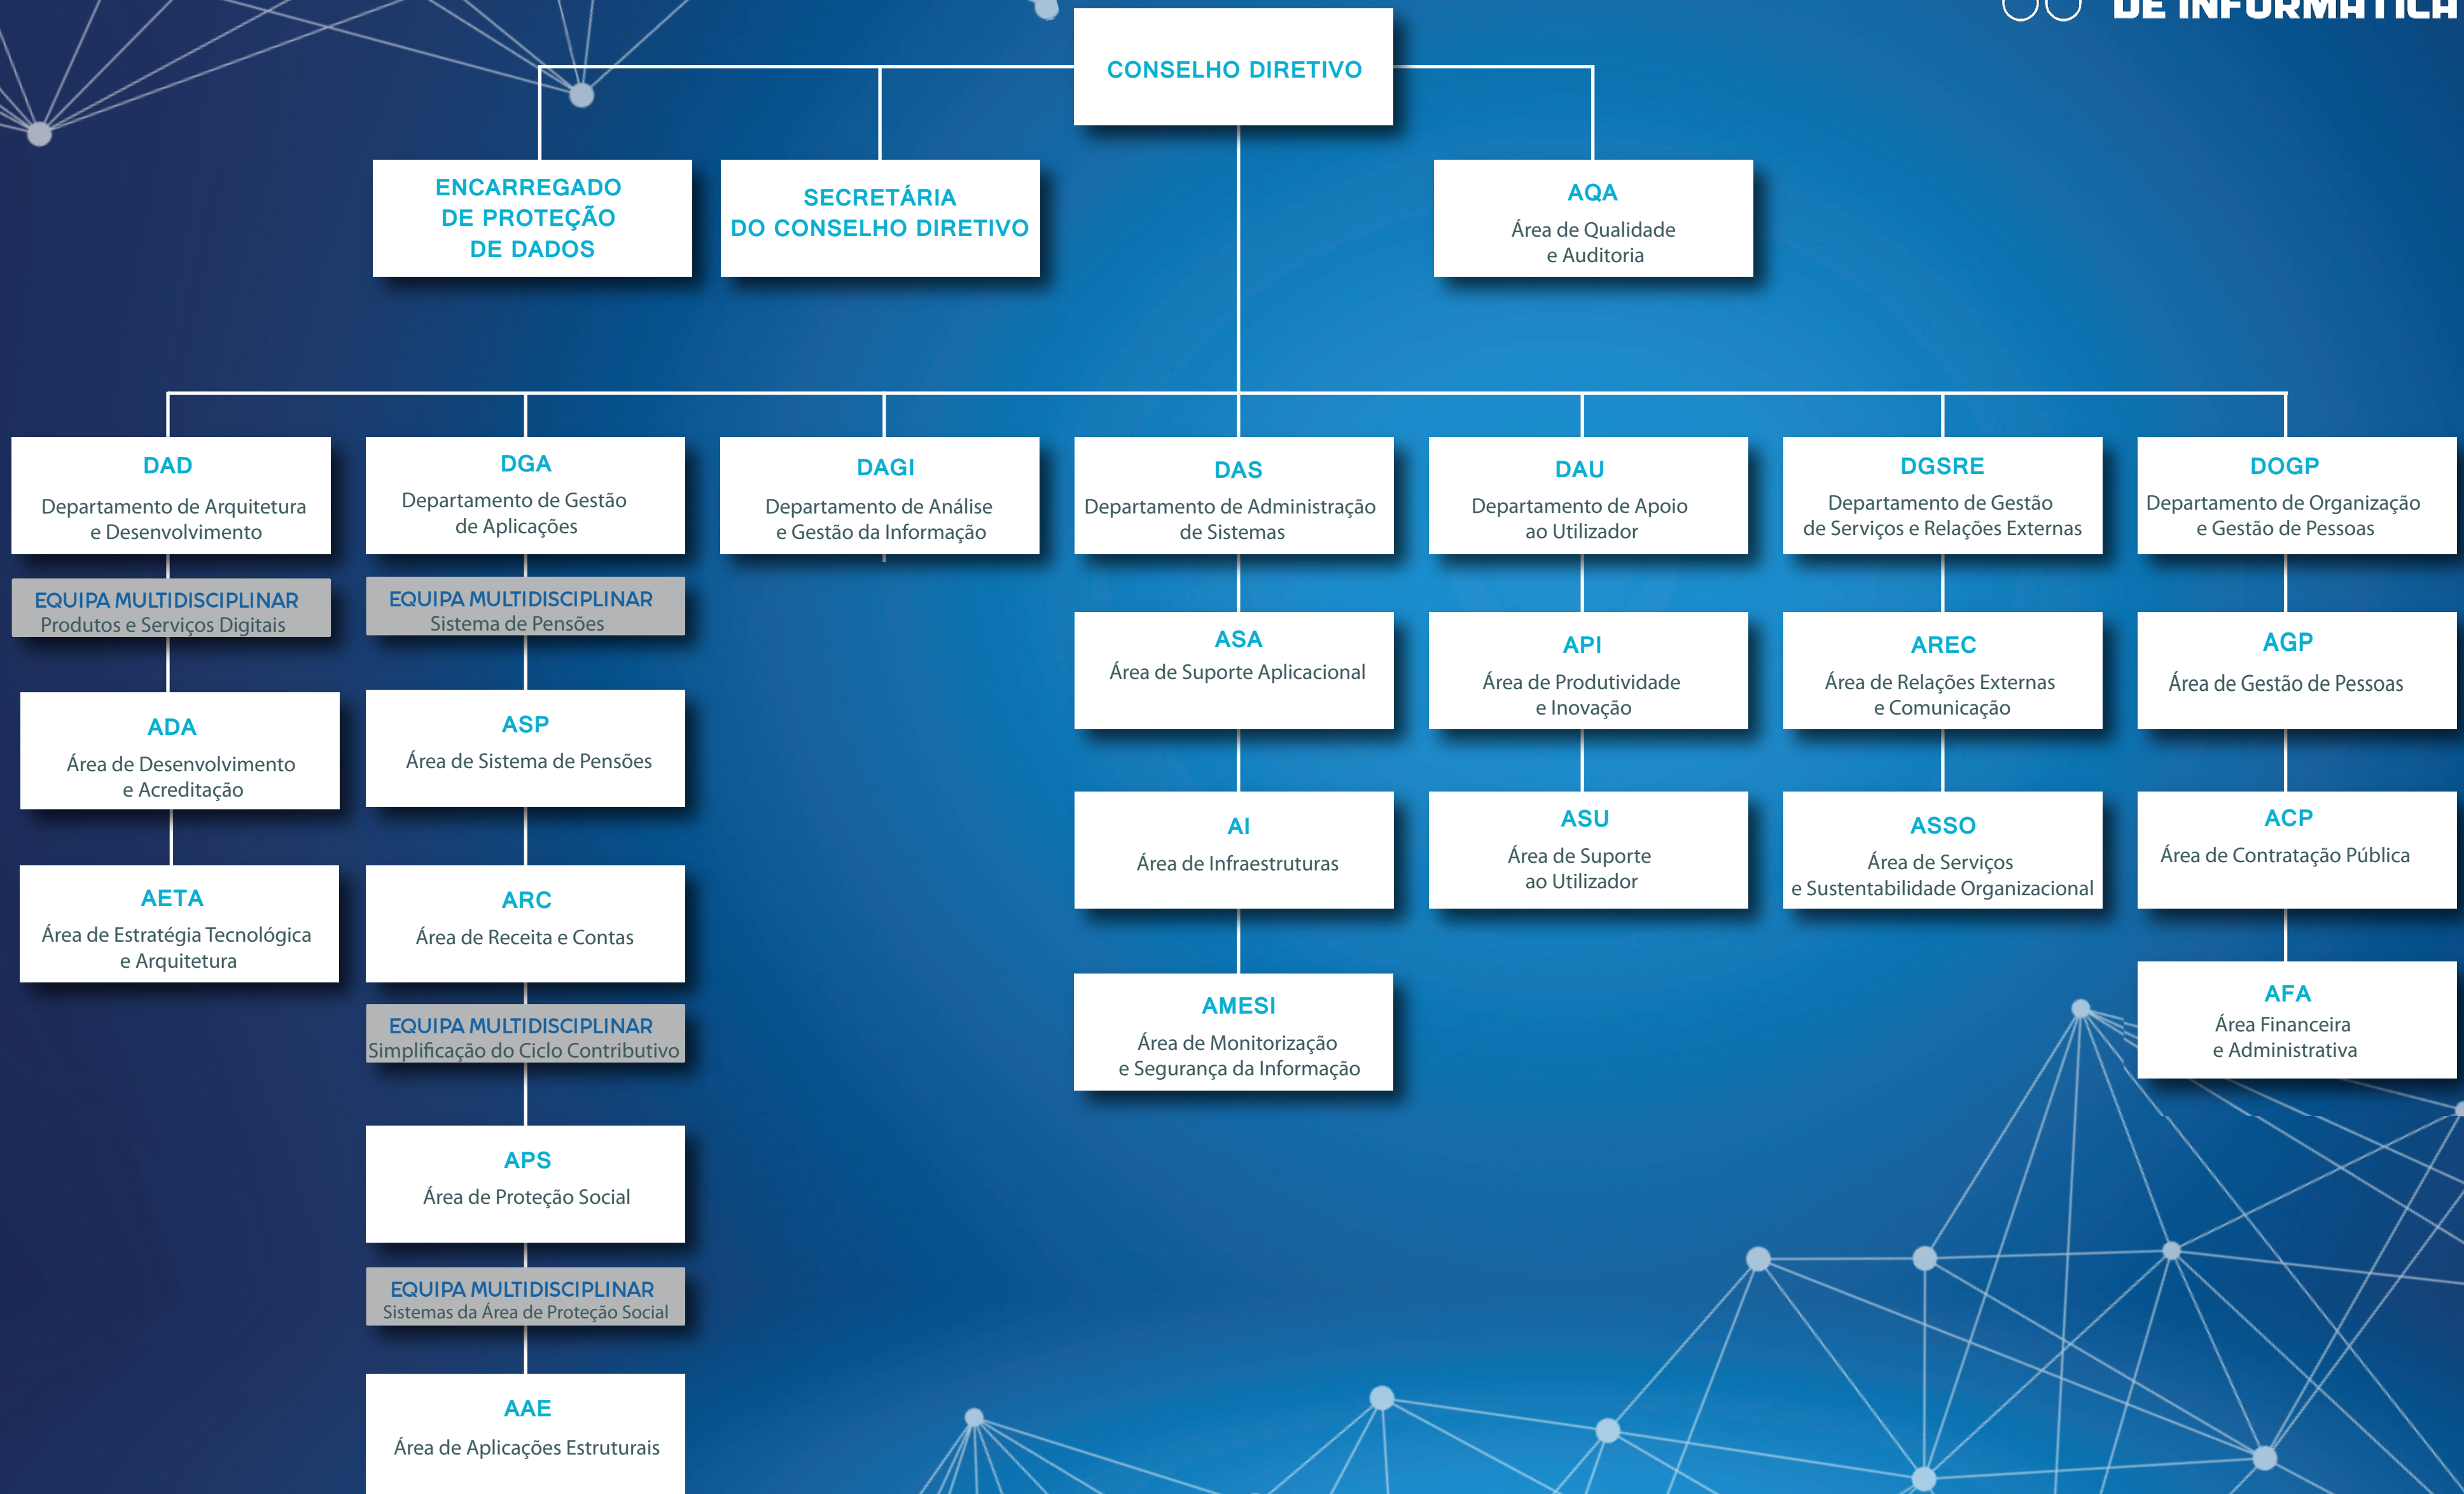 DE INFORMÁTICA
CONSELHO DIRETIVO
ENCARREGADO
DE PROTEÇÃO
DE DADOS
SECRETÁRIA
DO CONSELHO DIRETIVO
AQA
Área de Qualidade
e Auditoria
DAD
Departamento de Arquitetura
e Desenvolvimento
DGA
Departamento de Gestão
de Aplicações
DAGI
Departamento de Análise
e Gestão da Informação
DAS
Departamento de Administração
de Sistemas
DAU
Departamento de Apoio
ao Utilizador
DGSRE
Departamento de Gestão
de Serviços e Relações Externas
DOGP
Departamento de Organização
e Gestão de Pessoas
EQUIPA MULTIDISCIPLINAR
Produtos e Serviços Digitais
EQUIPA MULTIDISCIPLINAR
Sistema de Pensões
ASA
Área de Suporte Aplicacional
API
Área de Produtividade
e Inovação
AREC
Área de Relações Externas
e Comunicação
AGP
Área de Gestão de Pessoas
ADA
Área de Desenvolvimento
e Acreditação
ASP
Área de Sistema de Pensões
AI
Área de Infraestruturas
ASU
Área de Suporte
ao Utilizador
ASSO
Área de Serviços
e Sustentabilidade Organizacional
ACP
Área de Contratação Pública
AETA
Área de Estratégia Tecnológica
e Arquitetura
ARC
Área de Receita e Contas
AMESI
Área de Monitorização
e Segurança da Informação
AFA
Área Financeira
e Administrativa
EQUIPA MULTIDISCIPLINAR
Simplificação do Ciclo Contributivo
APS
Área de Proteção Social
EQUIPA MULTIDISCIPLINAR
Sistemas da Área de Proteção Social
AAE
Área de Aplicações Estruturais